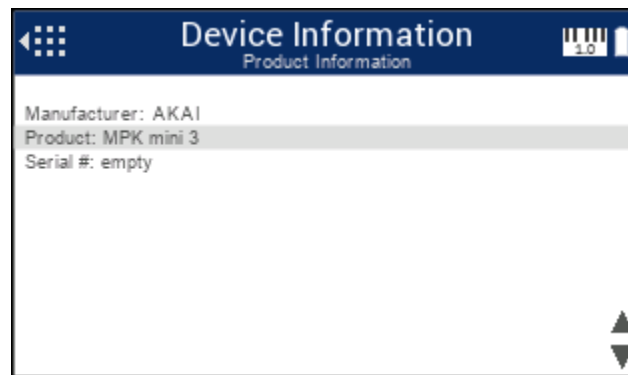 Device Information
Product Information
1.0
Manufacturer: AKAI
Product: MPK mini 3
Serial #: empty